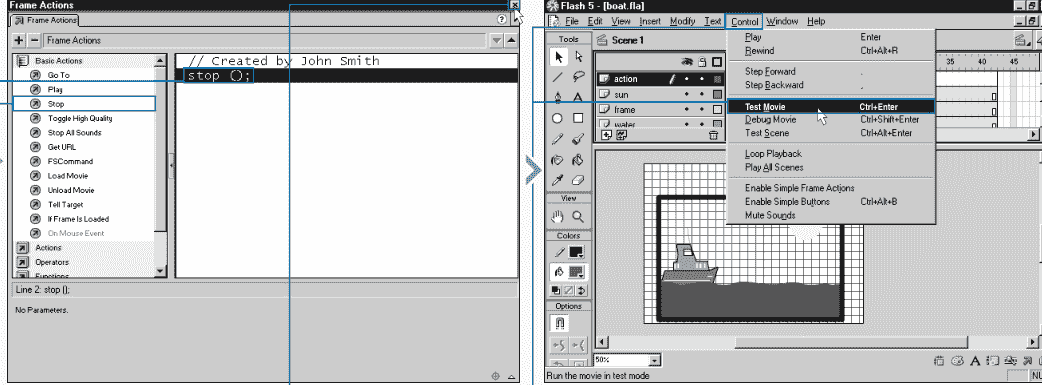 Frame Actions
Frame Actions
?
+ − Frame Actions
Basic Actions
Go To
Play
Stop
Toggle High Quality
Stop All Sounds
Get URL
FSCommand
Load Movie
Unload Movie
Tell Target
If Frame Is Loaded
On Mouse Event
Actions
Operators
Functions
// Created by John Smith
stop ();
Line 2: stop ();
No Parameters.
Flash 5 - [boat.fla]
File Edit View Insert Modify Text Control Window Help
Tools
View
Colors
Options
Scene 1
action
sun
frame
water
35 40 45
Play Enter
Rewind Ctrl+Alt+R
Step Forward .
Step Backward ,
Test Movie Ctrl+Enter
Debug Movie Ctrl+Shift+Enter
Test Scene Ctrl+Alt+Enter
Loop Playback
Play All Scenes
Enable Simple Frame Actions
Enable Simple Buttons Ctrl+Alt+B
Mute Sounds
50%
Run the movie in test mode
NU